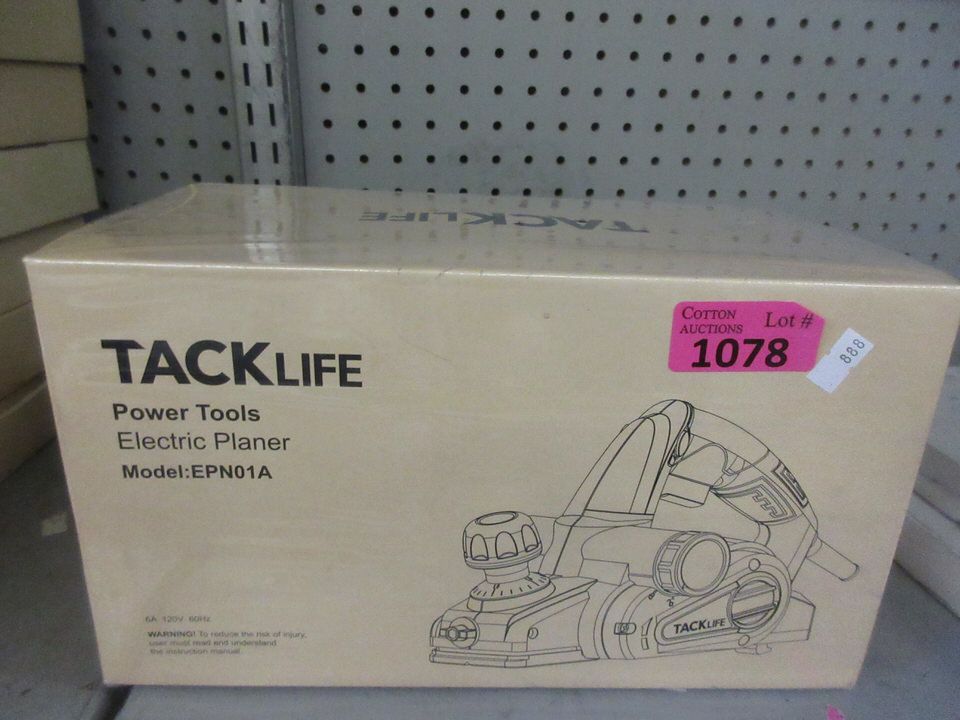 TACKLIFE
COTTON AUCTIONS Lot #
1078
888
TACKLIFE
Power Tools
Electric Planer
Model:EPN01A
6A 120V 60Hz
WARNING! To reduce the risk of injury,
user must read and understand
the instruction manual.
TACKLIFE